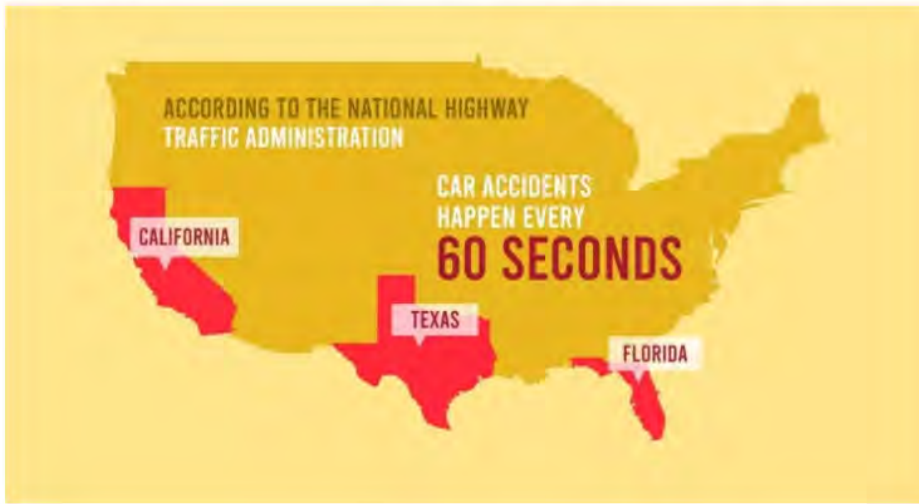 ACCORDING TO THE NATIONAL HIGHWAY
TRAFFIC ADMINISTRATION
CAR ACCIDENTS
HAPPEN EVERY
60 SECONDS
CALIFORNIA
TEXAS
FLORIDA